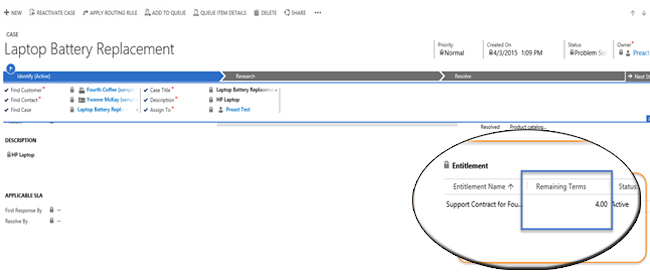 NEW REACTIVATE CASE APPLY ROUTING RULE ADD TO QUEUE QUEUE ITEM DETAILS DELETE SHARE •••
CASE
Laptop Battery Replacement
Priority Created On Status Owner*
Normal 4/3/2015 1:09 PM Problem So Preact
Identify (Active) Research Resolve Next St
Find Customer* Fourth Coffee (sample Case Title* Laptop Battery Replaceme
Find Contact* Yvonne McKay (sample Description* HP Laptop
Find Case Laptop Battery Repl Assign To* Preact Test
Resolved Product catalog...
DESCRIPTION
HP Laptop
Entitlement
Entitlement Name Remaining Terms Status
Support Contract for Fou... 4.00 Active
APPLICABLE SLA
First Response By --
Resolve By --